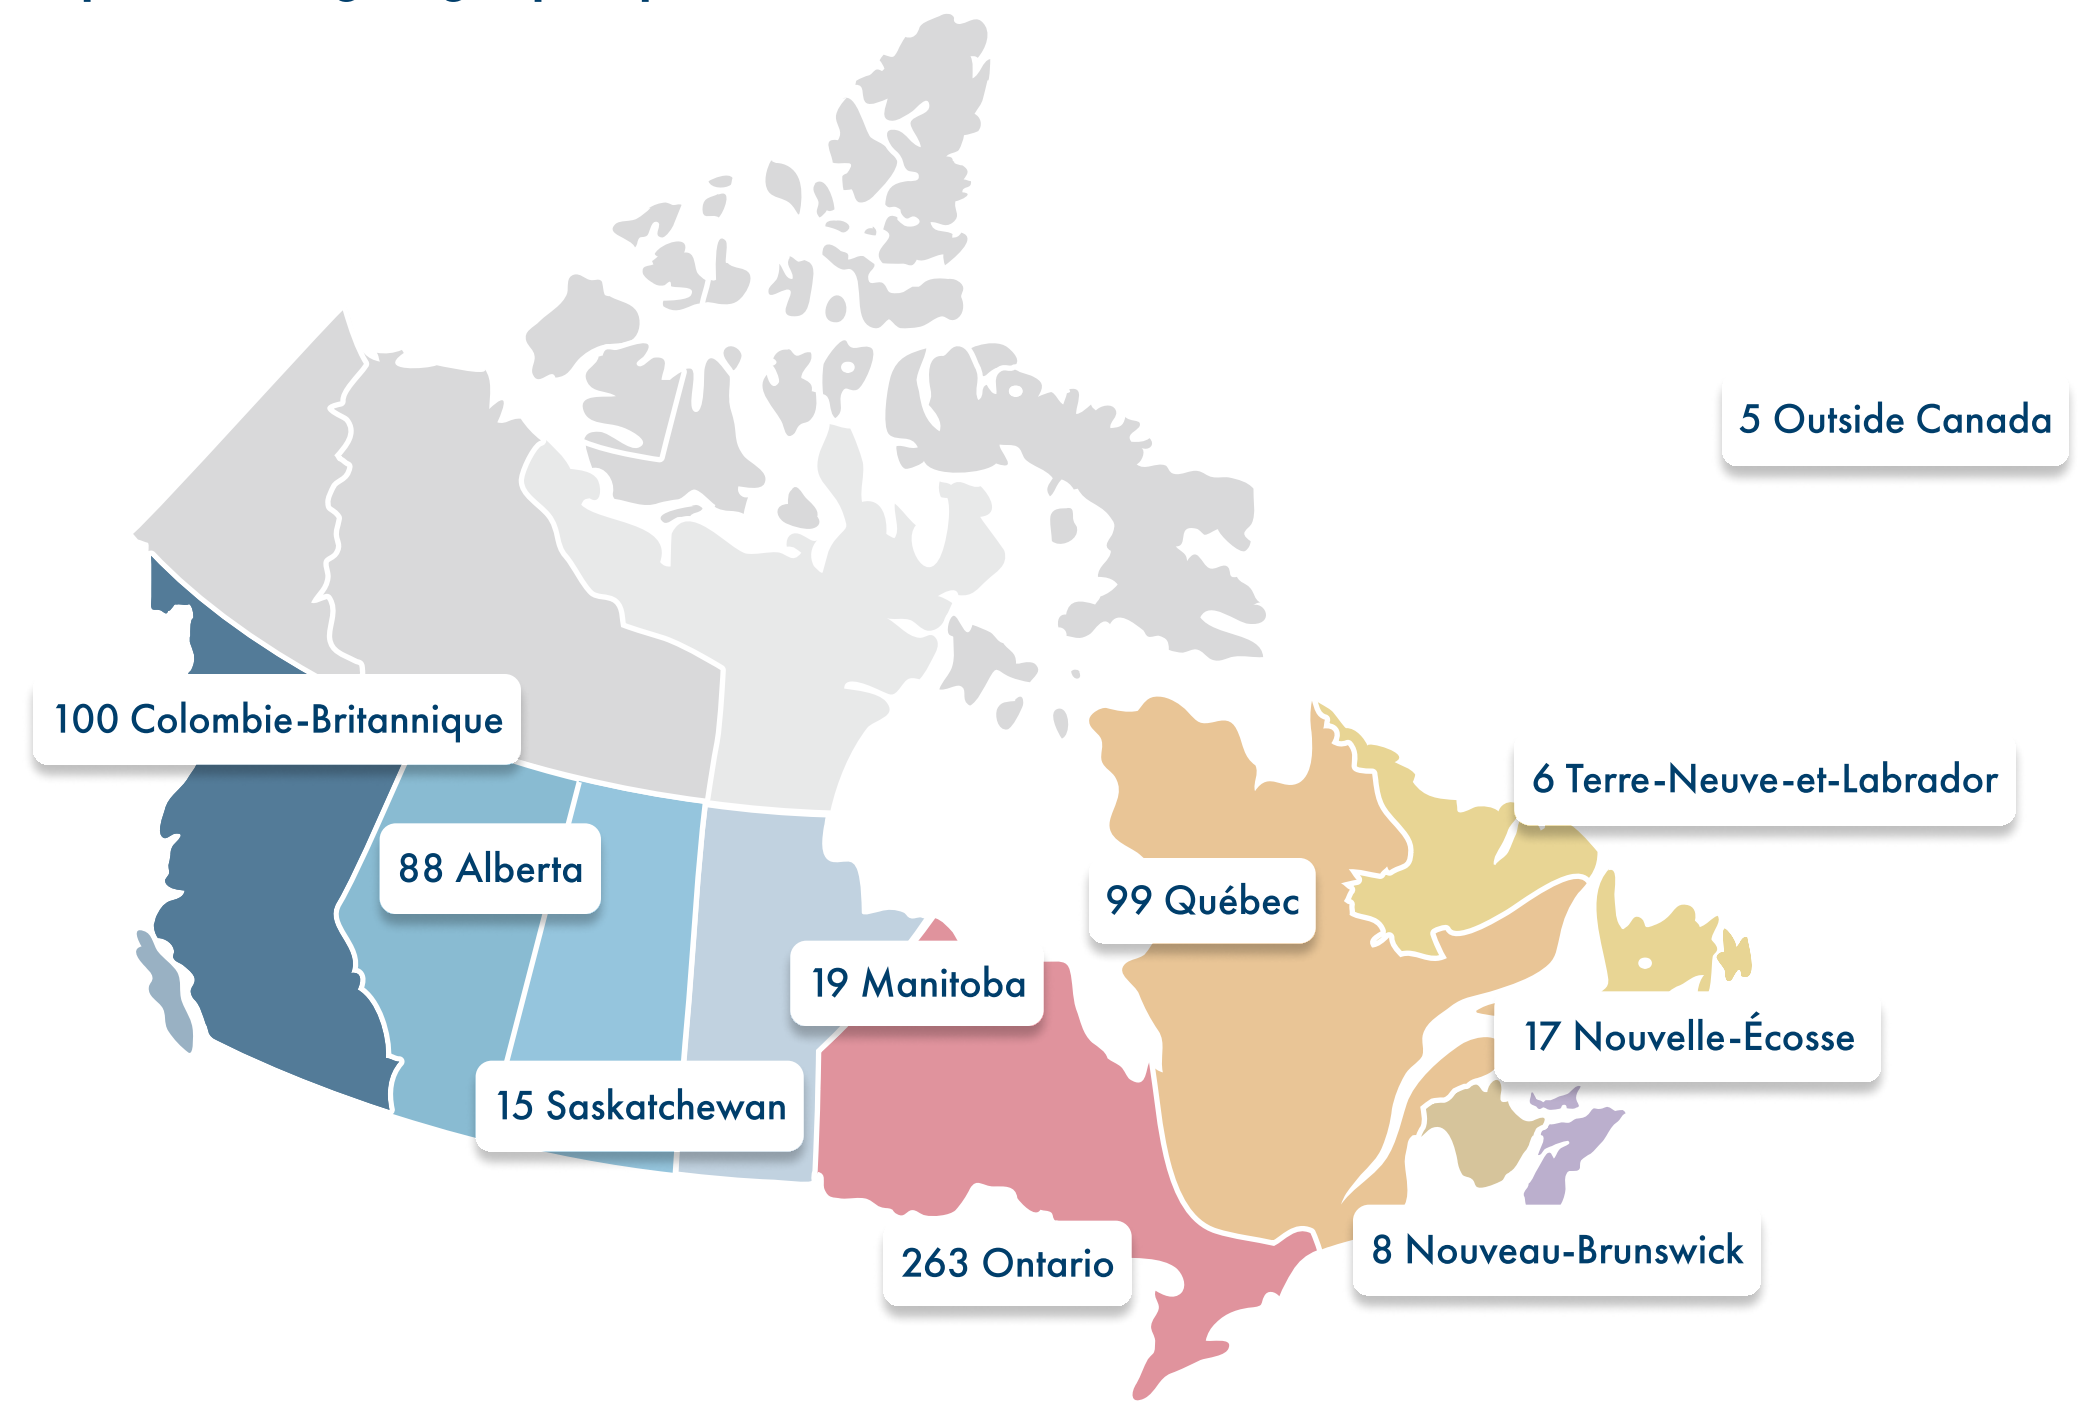 5 Outside Canada
100 Colombie-Britannique
6 Terre-Neuve-et-Labrador
88 Alberta
99 Québec
19 Manitoba
17 Nouvelle-Écosse
15 Saskatchewan
8 Nouveau-Brunswick
263 Ontario